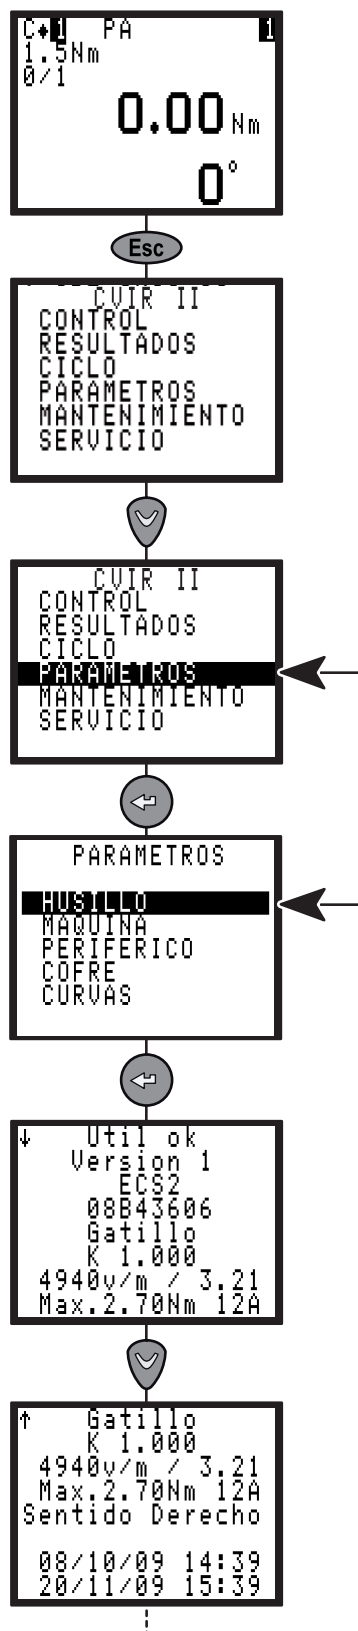 C♦1 PA 1
1.5Nm
0/1
0.00 Nm
0°
Esc
CVIR II
CONTROL
RESULTADOS
CICLO
PARAMETROS
MANTENIMIENTO
SERVICIO
CVIR II
CONTROL
RESULTADOS
CICLO
PARAMETROS
MANTENIMIENTO
SERVICIO
PARAMETROS
HUSILLO
MAQUINA
PERIFERICO
COFRE
CURVAS
↓ Util ok
Version 1
ECS2
08B43606
Gatillo
K 1.000
4940v/m / 3.21
Max.2.70Nm 12A
↑ Gatillo
K 1.000
4940v/m / 3.21
Max.2.70Nm 12A
Sentido Derecho
08/10/09 14:39
20/11/09 15:39